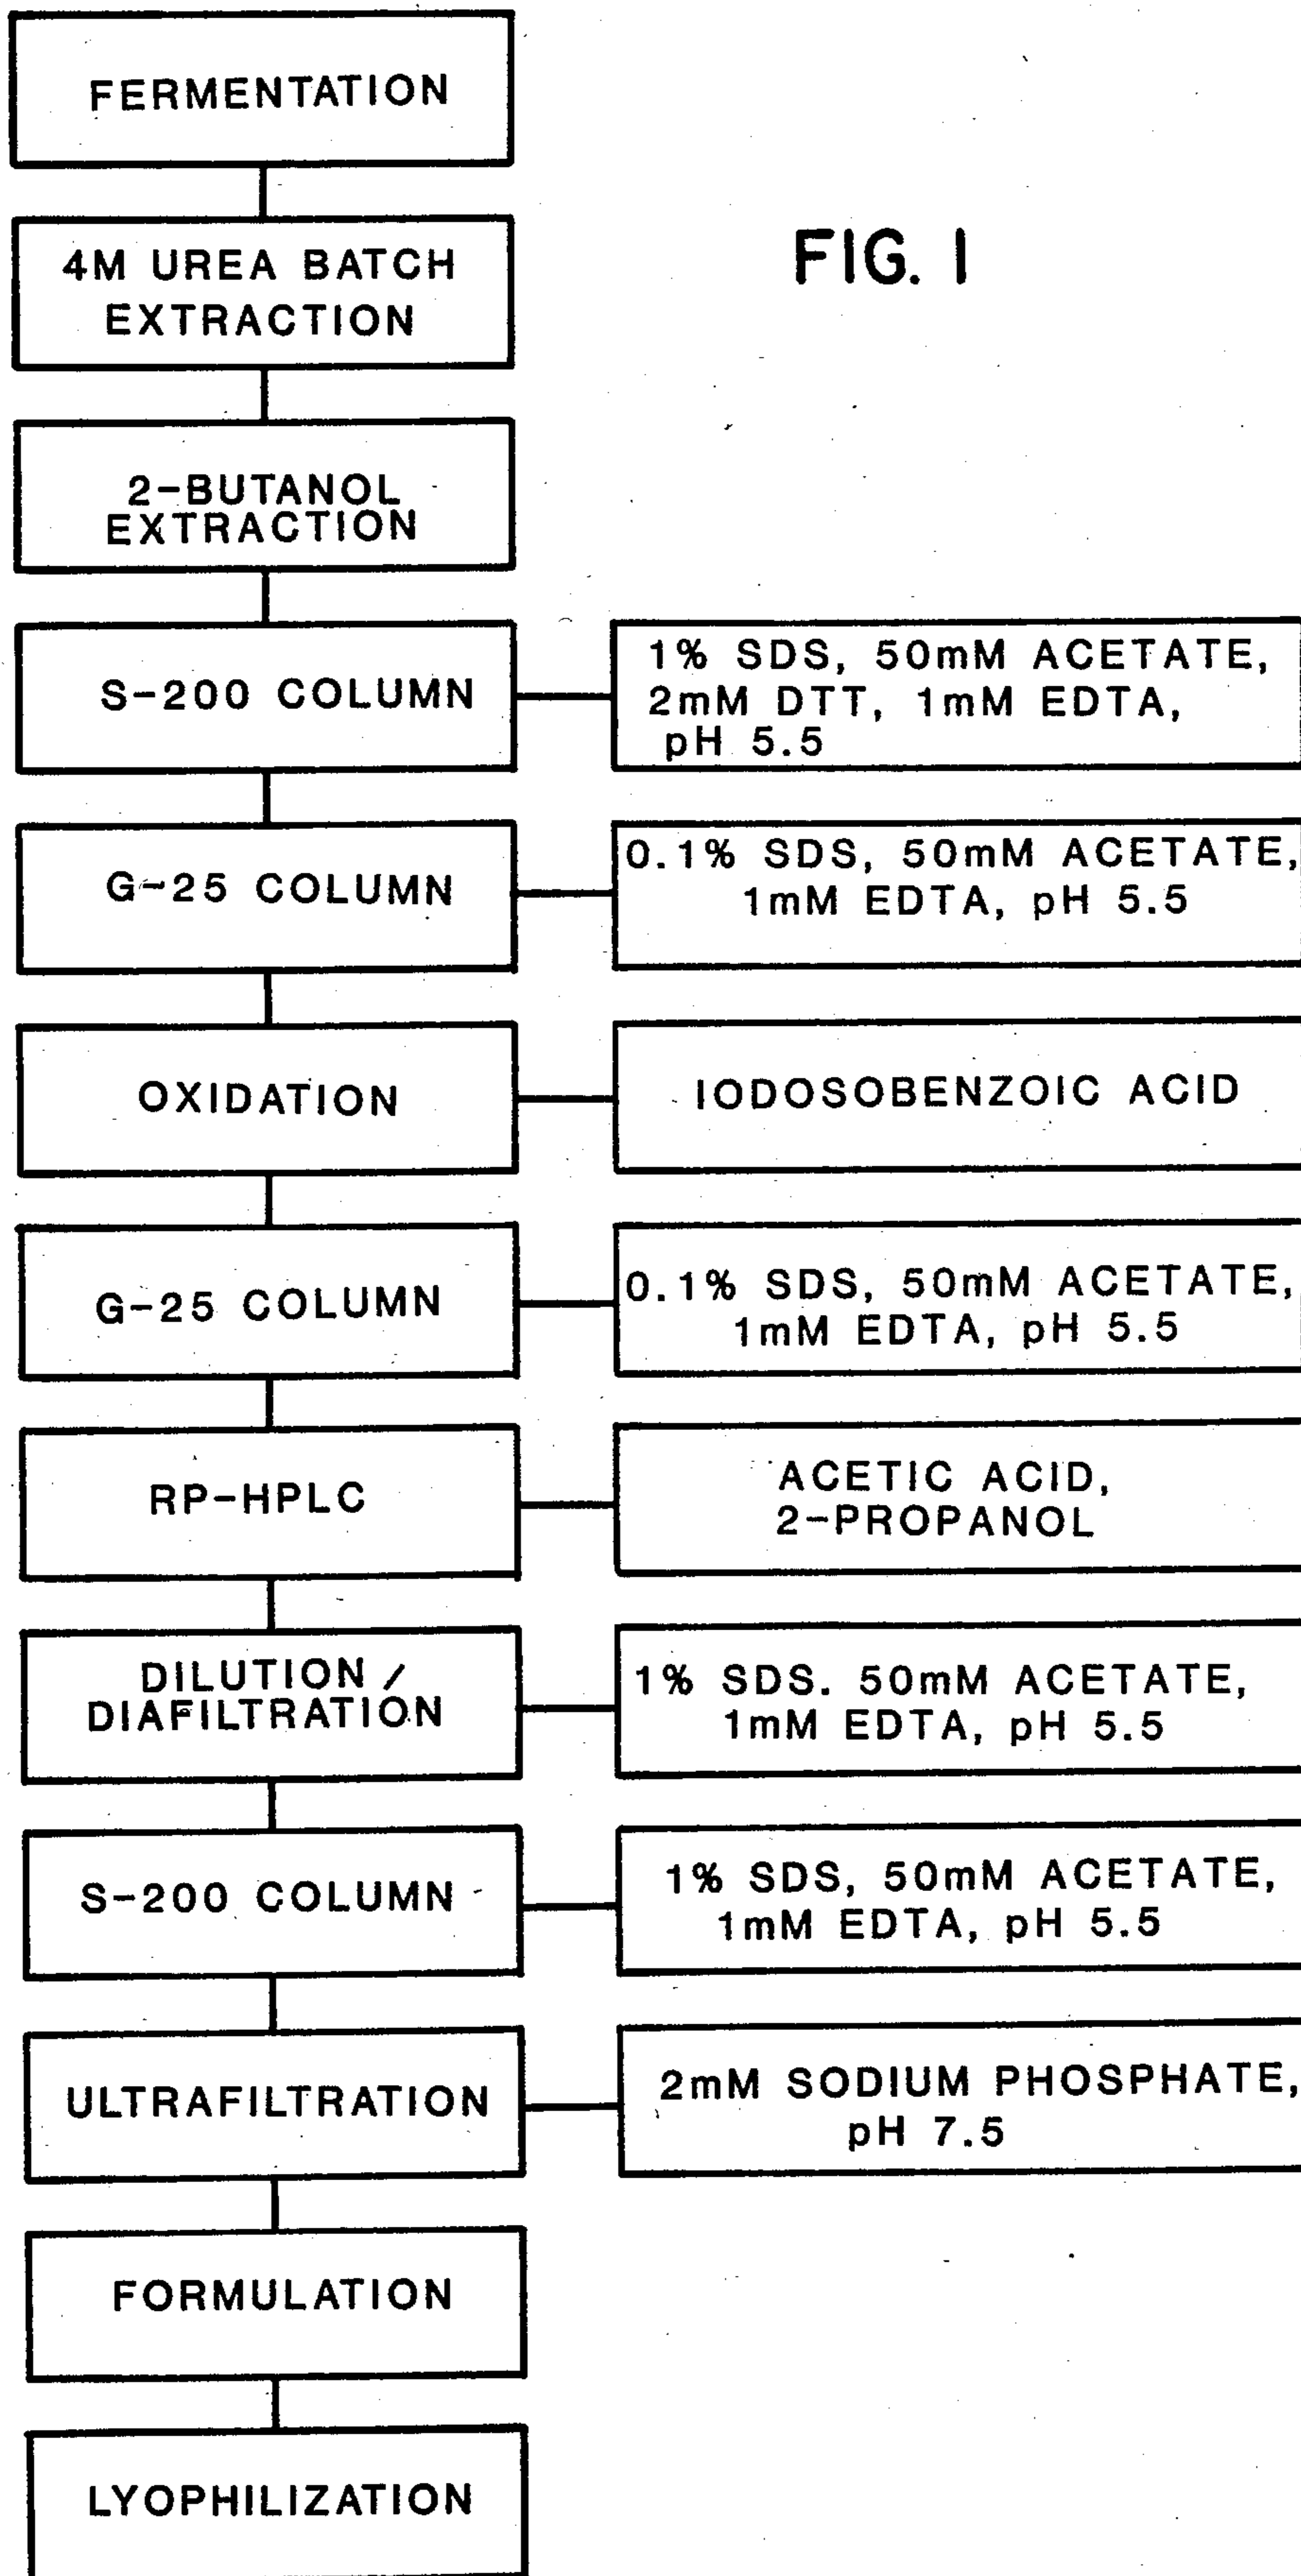 FERMENTATION
FIG. 1
4M UREA BATCH
EXTRACTION
2-BUTANOL
EXTRACTION
S-200 COLUMN
1% SDS, 50mM ACETATE,
2mM DTT, 1mM EDTA,
pH 5.5
G-25 COLUMN
0.1% SDS, 50mM ACETATE,
1mM EDTA, pH 5.5
OXIDATION
IODOSOBENZOIC ACID
G-25 COLUMN
0.1% SDS, 50mM ACETATE,
1mM EDTA, pH 5.5
RP-HPLC
ACETIC ACID,
2-PROPANOL
DILUTION /
DIAFILTRATION
1% SDS. 50mM ACETATE,
1mM EDTA, pH 5.5
S-200 COLUMN
1% SDS, 50mM ACETATE,
1mM EDTA, pH 5.5
ULTRAFILTRATION
2mM SODIUM PHOSPHATE,
pH 7.5
FORMULATION
LYOPHILIZATION